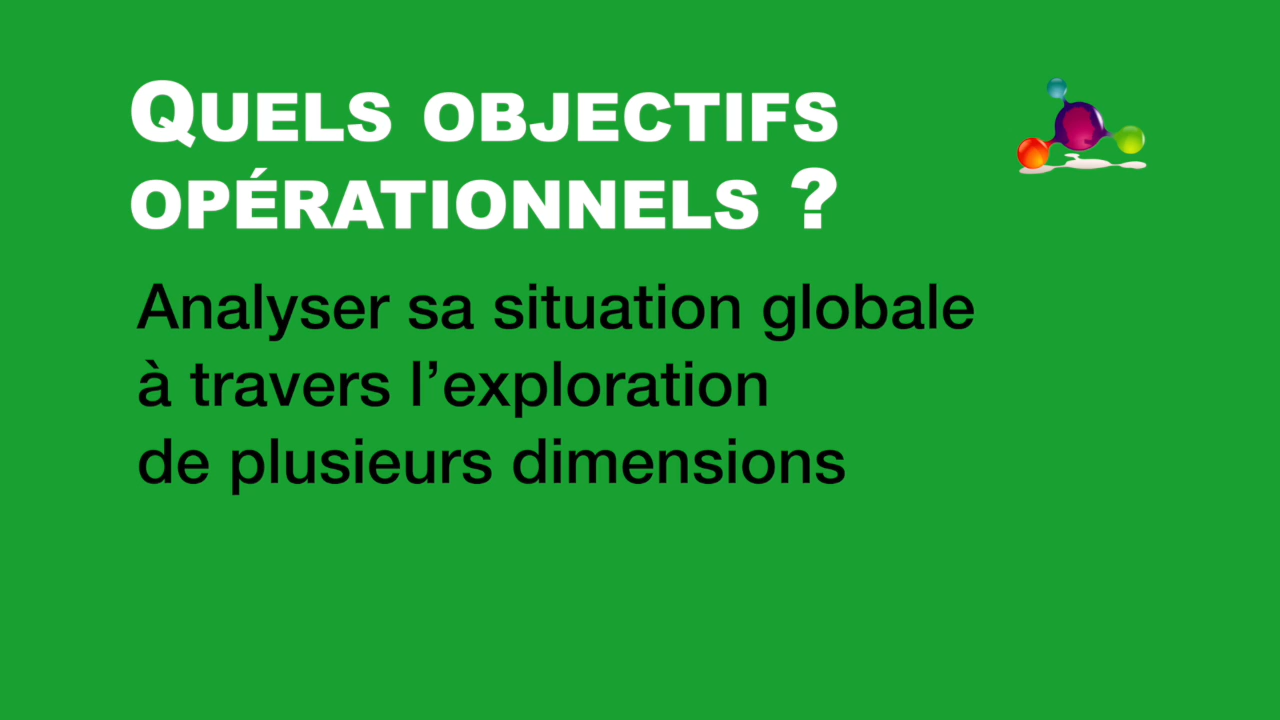 Quels objectifs
opérationnels ?
Analyser sa situation globale
à travers l’exploration
de plusieurs dimensions